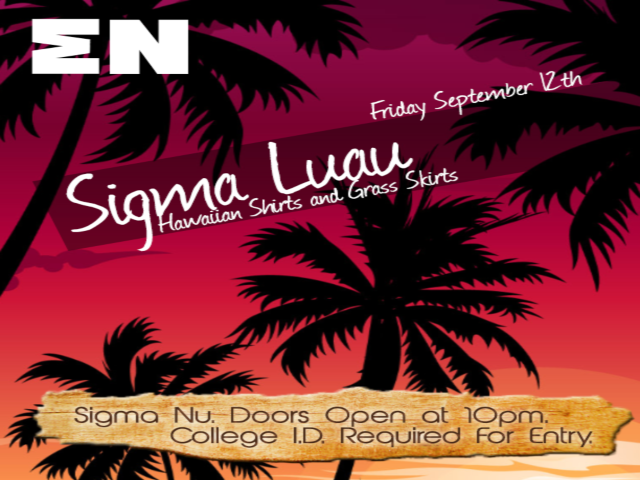 ΣN
Friday September 12th
Sigma Luau
Hawaiian Shirts and Grass Skirts
Sigma Nu. Doors Open at 10pm.
College I.D. Required For Entry.